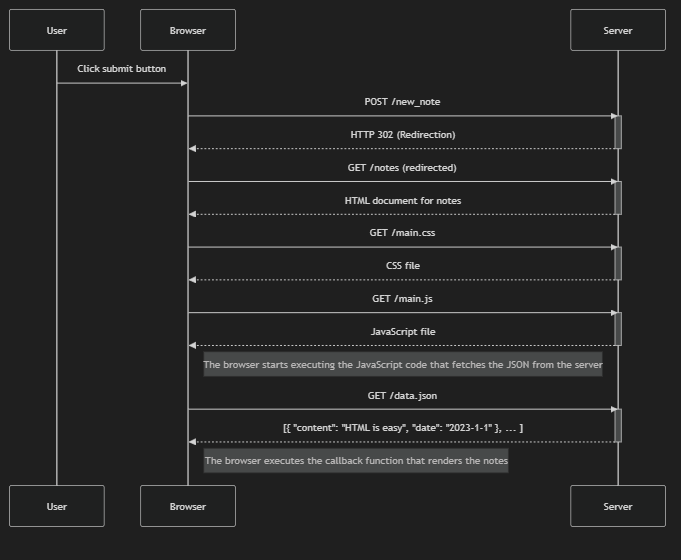 User Browser Server
Click submit button
POST /new_note
HTTP 302 (Redirection)
GET /notes (redirected)
HTML document for notes
GET /main.css
CSS file
GET /main.js
JavaScript file
The browser starts executing the JavaScript code that fetches the JSON from the server
GET /data.json
[{ "content": "HTML is easy", "date": "2023-1-1" }, ... ]
The browser executes the callback function that renders the notes
User Browser Server